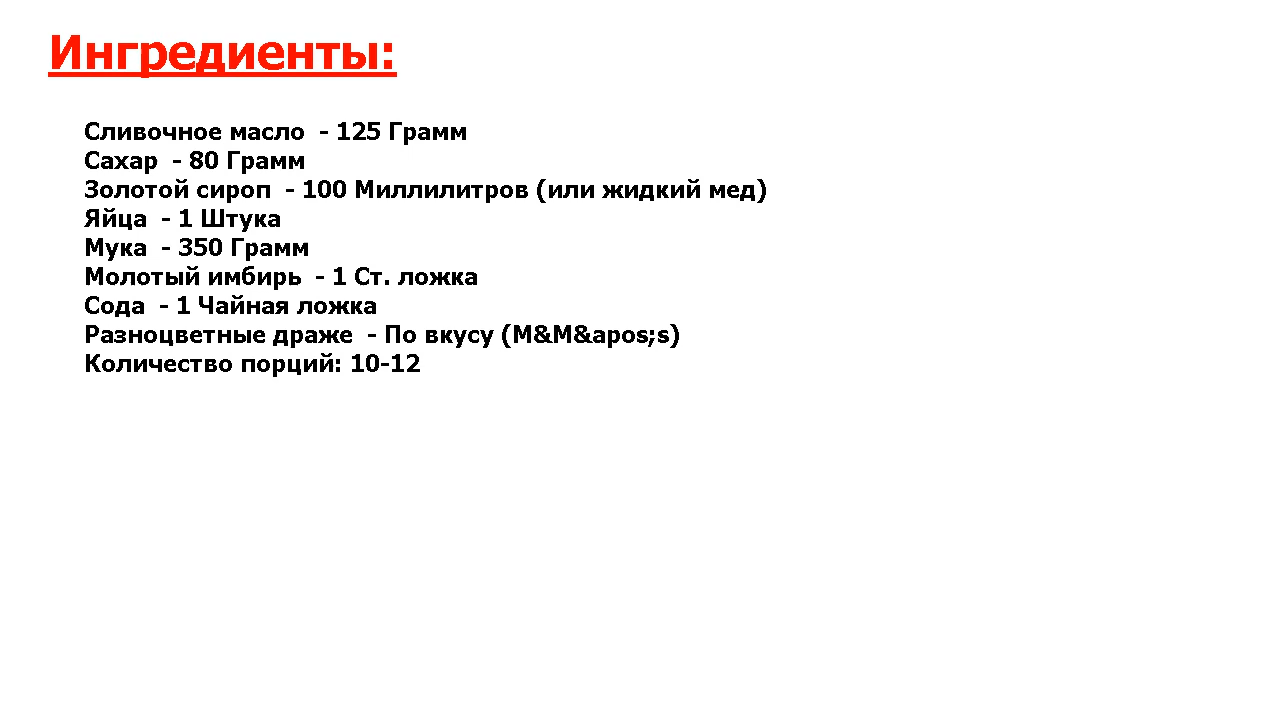 Ингредиенты:
Сливочное масло  - 125 Грамм
Сахар  - 80 Грамм
Золотой сироп  - 100 Миллилитров (или жидкий мед)
Яйца  - 1 Штука
Мука  - 350 Грамм
Молотый имбирь  - 1 Ст. ложка
Сода  - 1 Чайная ложка
Разноцветные драже  - По вкусу (M&M&apos;s)
Количество порций: 10-12